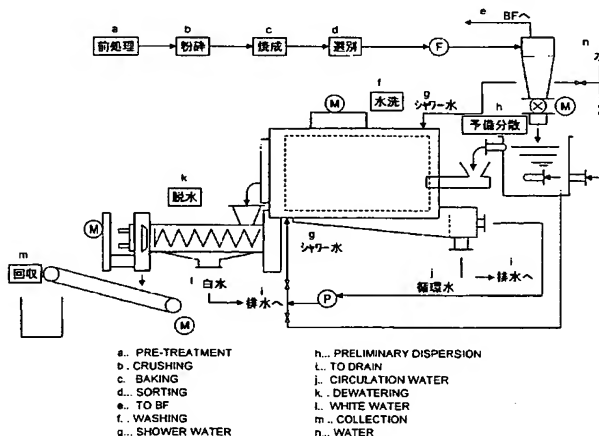 e BFへ
a b c d
前処理 粉砕 焼成 選別 F
n
水
f
M 水洗 g
シャワー水 h M
予備分散
k
脱水
M
g
シャワー水
m
回収
l 白水 i
排水へ
j
循環水
i
排水へ
P
M
a.. PRE-TREATMENT
b . CRUSHING
c.. BAKING
d... SORTING
e.. TO BF
f. . WASHING
g... SHOWER WATER
h... PRELIMINARY DISPERSION
i.. TO DRAIN
j.. CIRCULATION WATER
k. . DEWATERING
l... WHITE WATER
m ... COLLECTION
n... WATER